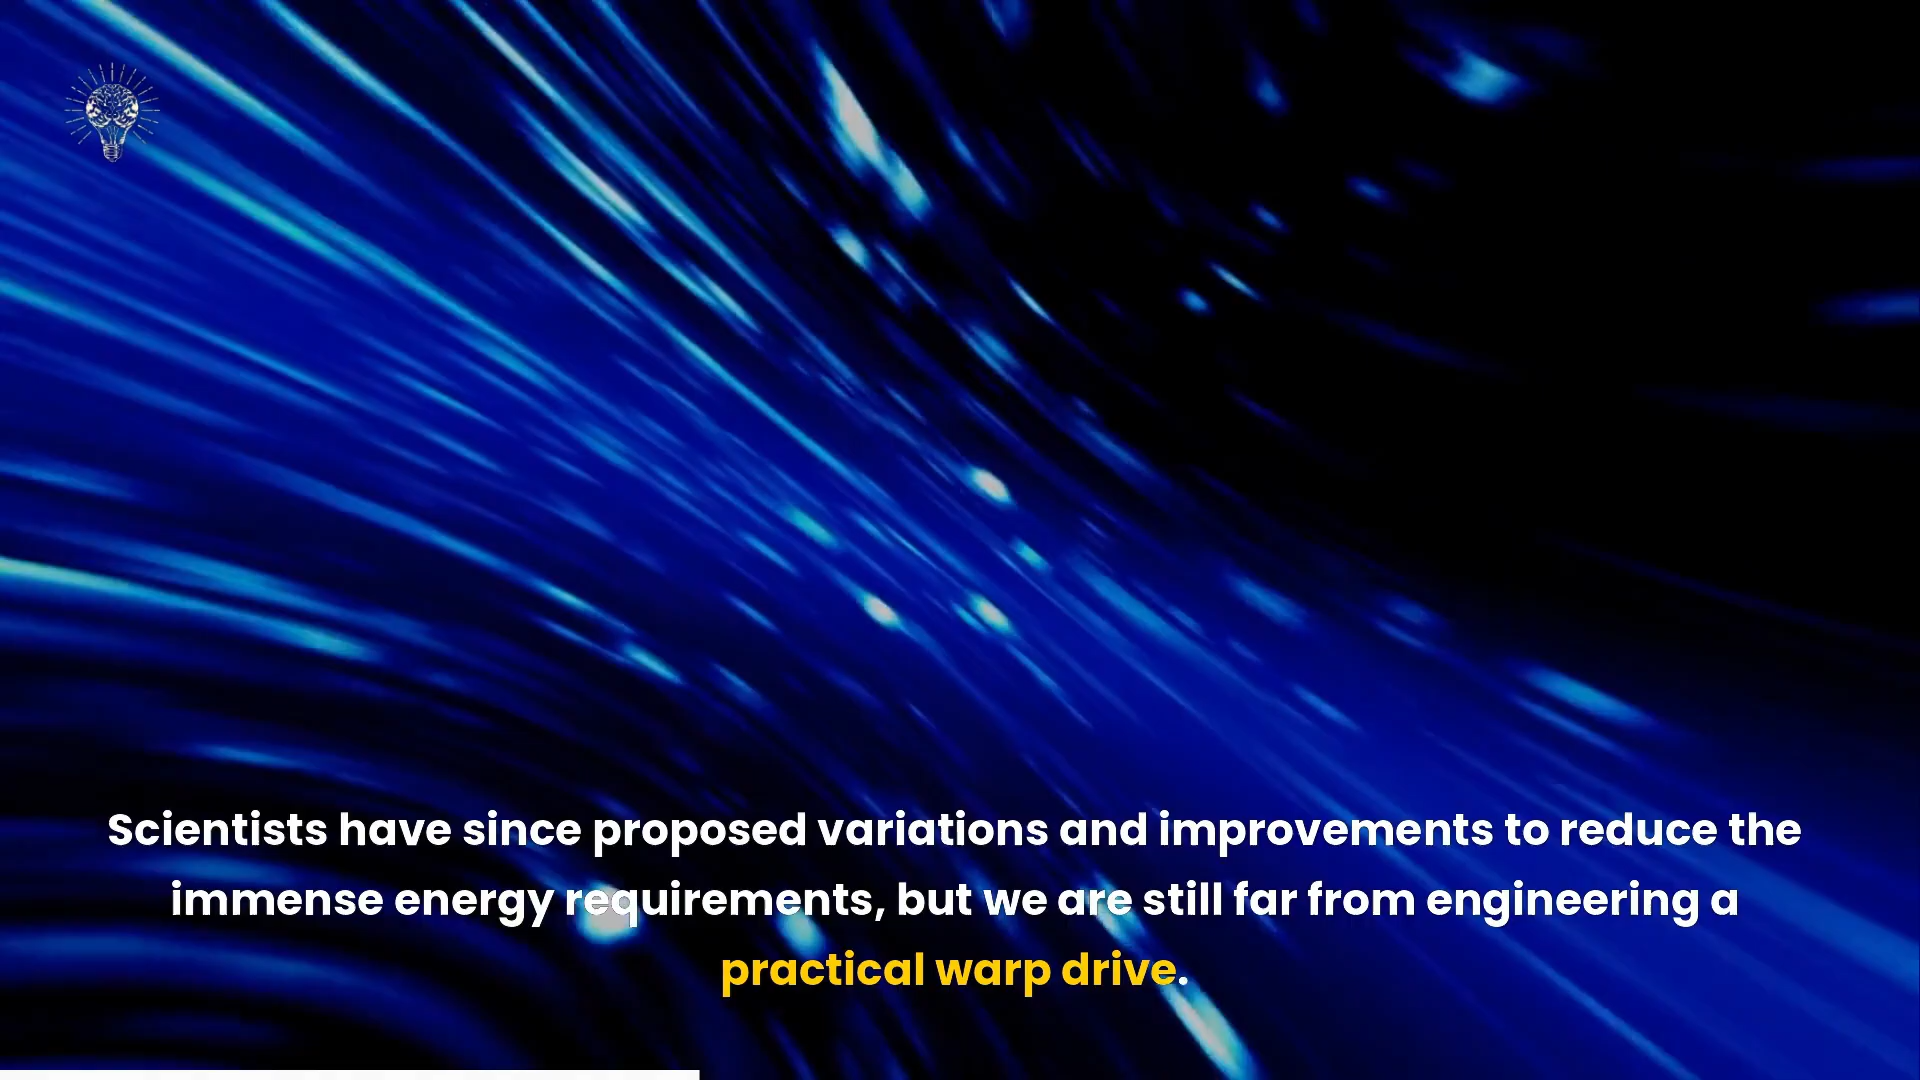 Scientists have since proposed variations and improvements to reduce the
immense energy requirements, but we are still far from engineering a
practical warp drive.